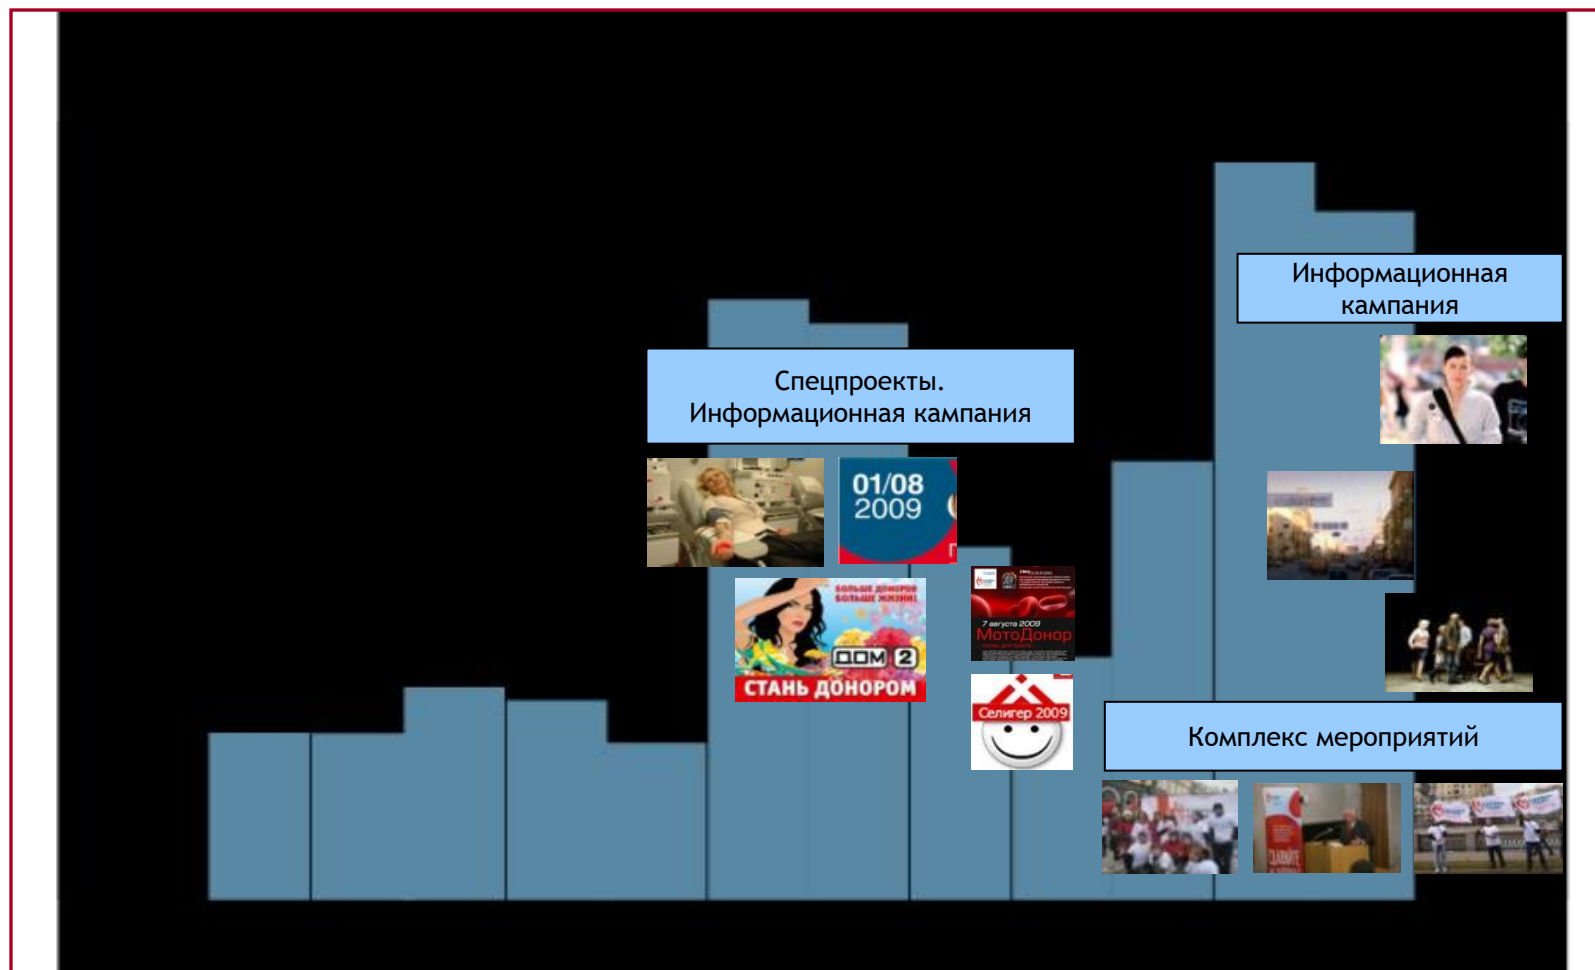 Информационная
кампания
Спецпроекты.
Информационная кампания
01/08
2009
БОЛЬШЕ ДОНОРОВ
БОЛЬШЕ ЖИЗНИ!
ДОМ 2
СТАНЬ ДОНОРОМ
7 августа 2009
МотоДонор
Селигер 2009
Комплекс мероприятий